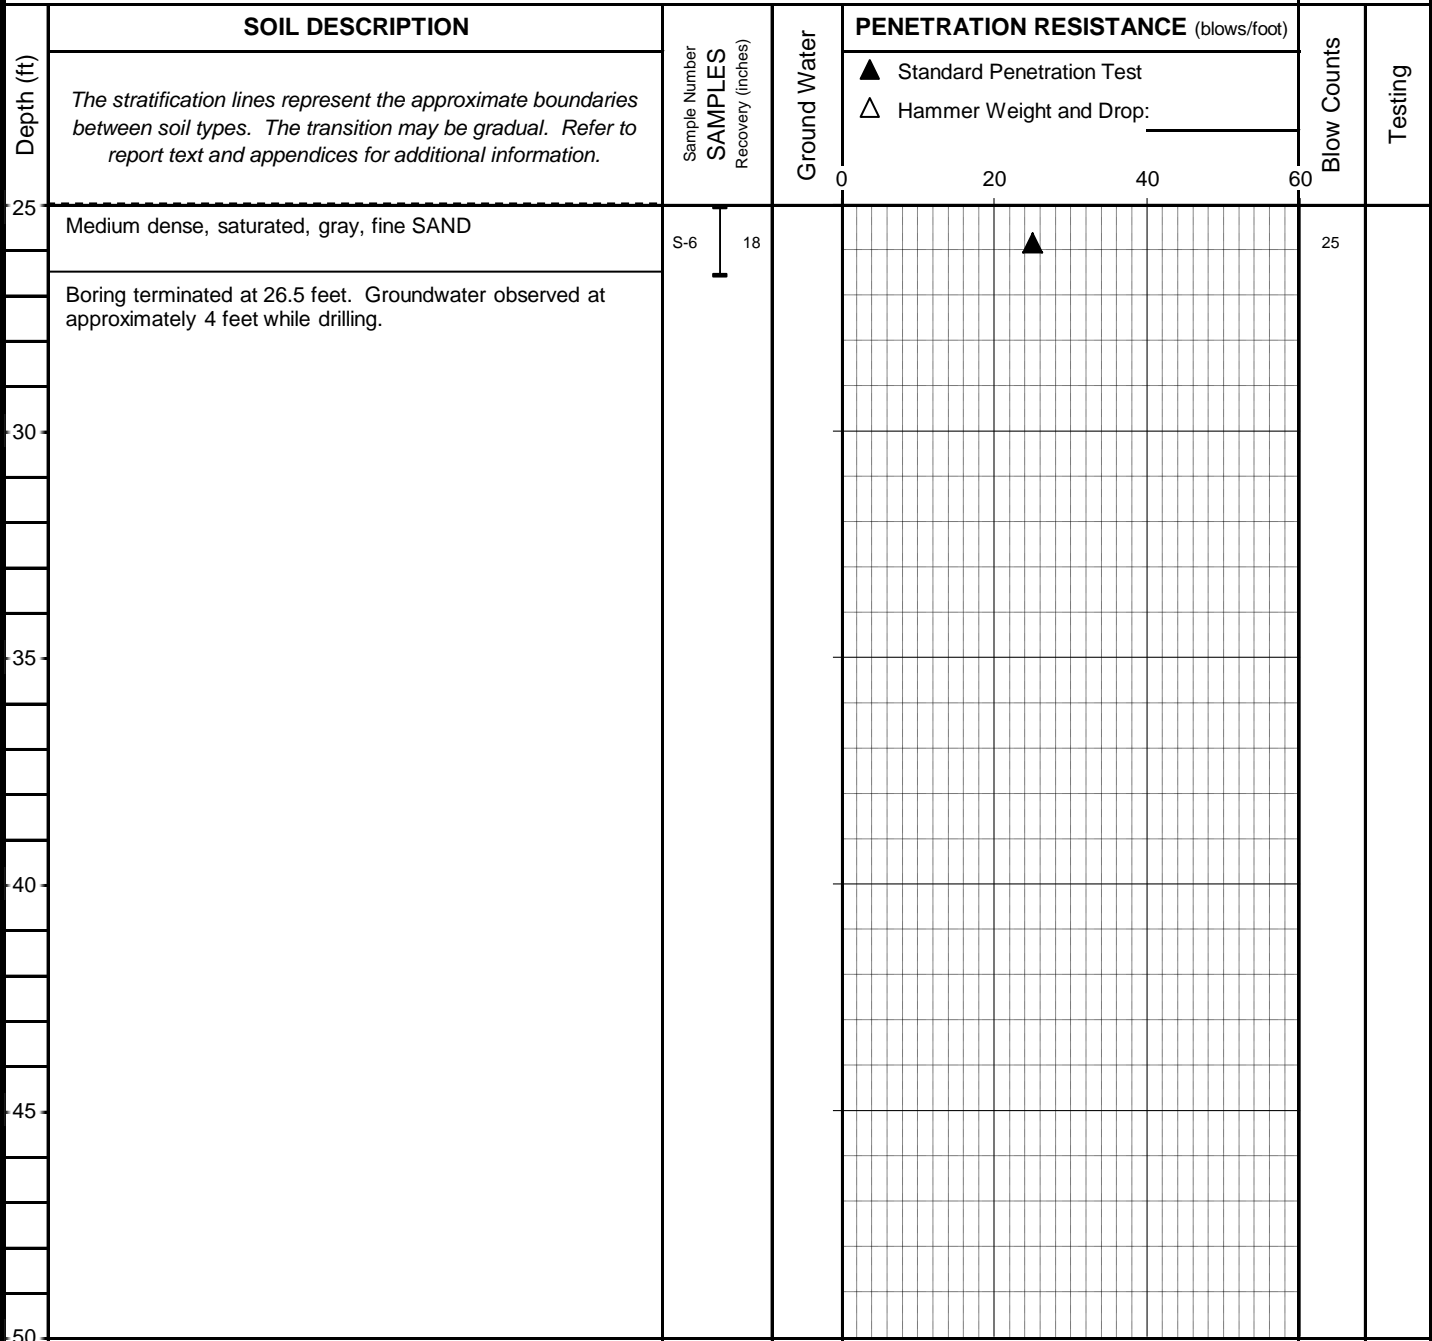 SOIL DESCRIPTION
The stratification lines represent the approximate boundaries
between soil types. The transition may be gradual. Refer to
report text and appendices for additional information.
Depth (ft)
Sample Number
SAMPLES
Recovery (inches)
Ground Water
PENETRATION RESISTANCE (blows/foot)
▲ Standard Penetration Test
△ Hammer Weight and Drop:
0 20 40 60
Blow Counts
Testing
25
Medium dense, saturated, gray, fine SAND
S-6 18
25
Boring terminated at 26.5 feet. Groundwater observed at
approximately 4 feet while drilling.
30
35
40
45
50